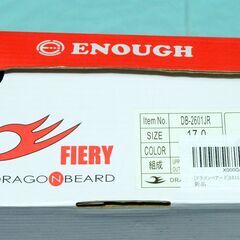 ENOUGH
FIERY
DRAGONBEARD
Item No. DB-2601JR
SIZE 17.0
COLOR
組成